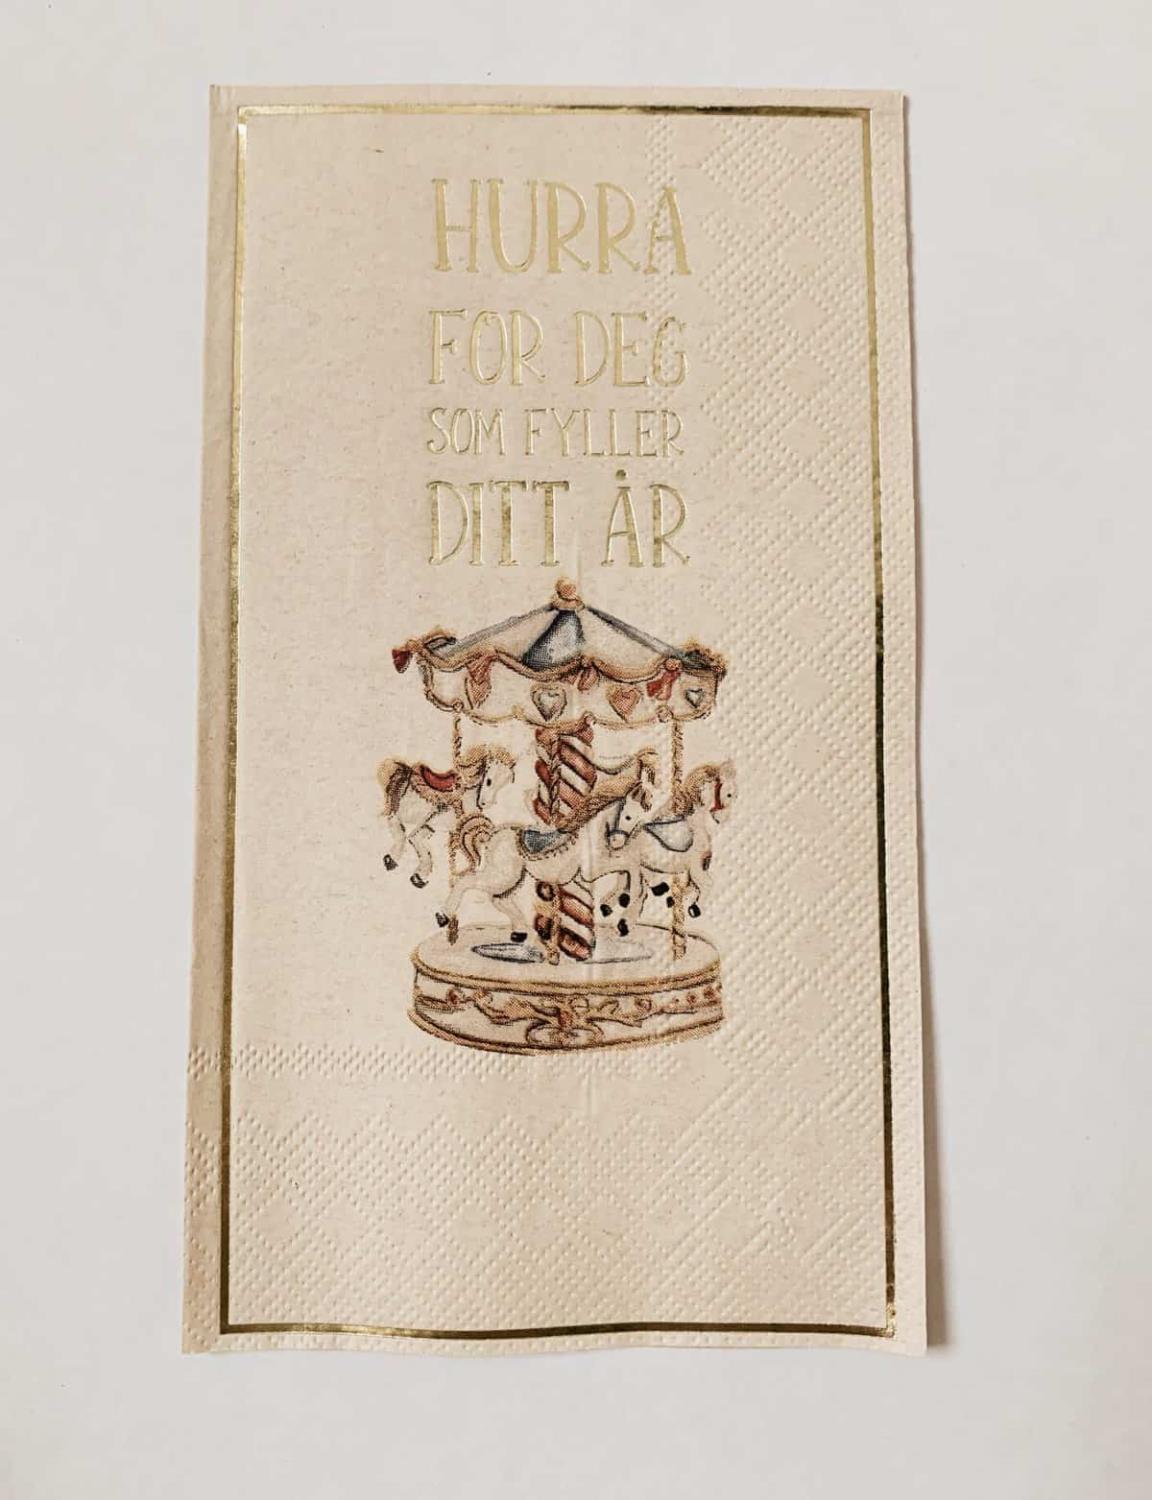 HURRA
FOR DEG
SOM FYLLER
DITT ÅR